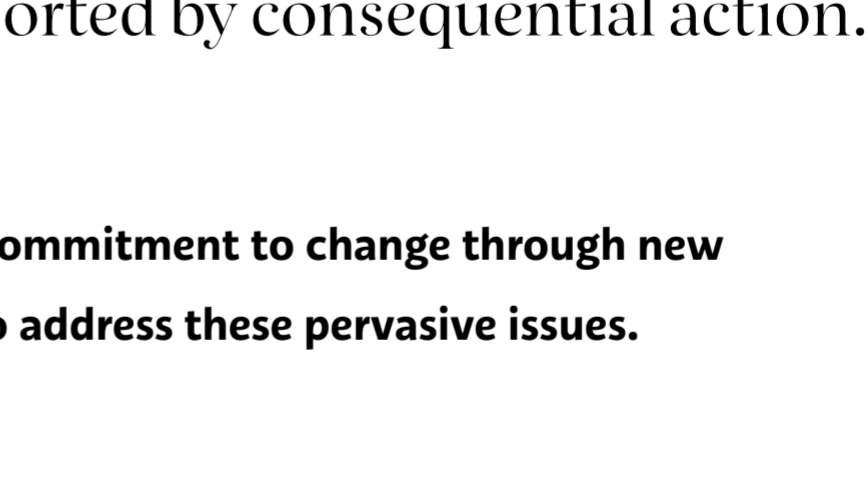 orted by consequential action.
ommitment to change through new
o address these pervasive issues.